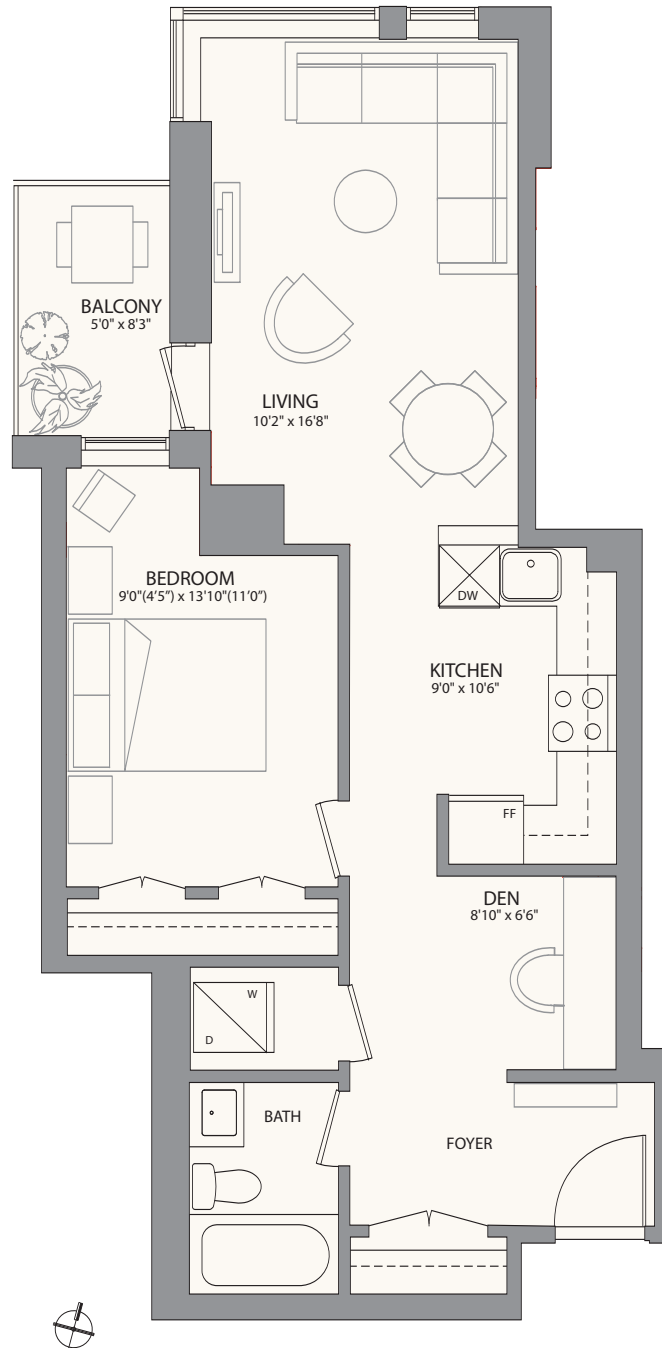 BALCONY
5'0" x 8'3"
LIVING
10'2" x 16'8"
BEDROOM
9'0"(4'5") x 13'10"(11'0")
DW
KITCHEN
9'0" x 10'6"
FF
DEN
8'10" x 6'6"
W
D
BATH
FOYER